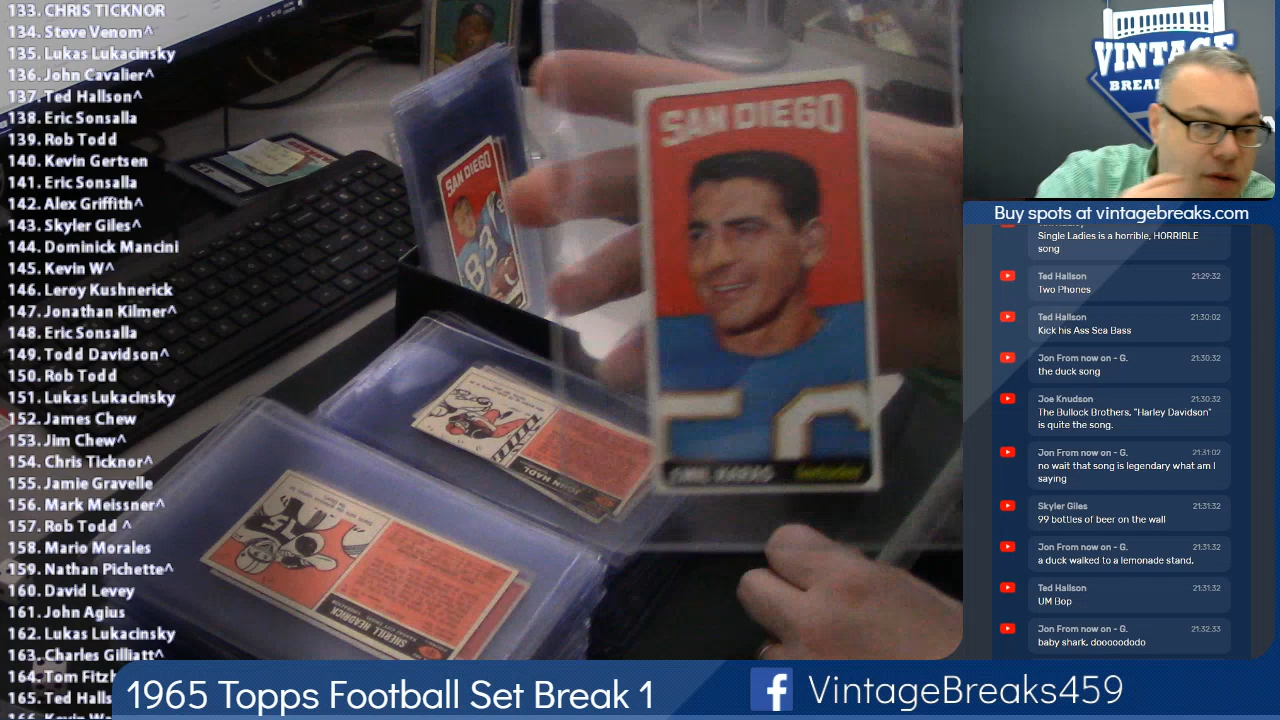 133. CHRIS TICKNOR
134. Steve Venom^
135. Lukas Lukacinsky
136. John Cavalier^
137. Ted Hallson^
138. Eric Sonsalla
139. Rob Todd
140. Kevin Gertsen
141. Eric Sonsalla
142. Alex Griffith^
143. Skyler Giles^
144. Dominick Mancini
145. Kevin W^
146. Leroy Kushnerick
147. Jonathan Kilmer^
148. Eric Sonsalla
149. Todd Davidson^
150. Rob Todd
151. Lukas Lukacinsky
152. James Chew
153. Jim Chew^
154. Chris Ticknor^
155. Jamie Gravelle
156. Mark Meissner^
157. Rob Todd ^
158. Mario Morales
159. Nathan Pichette^
160. David Levey
161. John Agius
162. Lukas Lukacinsky
163. Charles Gilliatt^
164. Tom Fitzh
165. Ted Halls
SAN DIEGO
83
SAN DIEGO
JOHN HADL
SHERRILL HEADRICK
VINTAGE
BREA
Buy spots at vintagebreaks.com
Single Ladies is a horrible, HORRIBLE
song
Ted Hallson 21:29:32
Two Phones
Ted Hallson 21:30:02
Kick his Ass Sea Bass
Jon From now on - G. 21:30:32
the duck song
Joe Knudson 21:30:32
The Bullock Brothers, "Harley Davidson"
is quite the song.
Jon From now on - G. 21:31:02
no wait that song is legendary what am I
saying
Skyler Giles 21:31:32
99 bottles of beer on the wall
Jon From now on - G. 21:31:32
a duck walked to a lemonade stand,
Ted Hallson 21:31:32
UM Bop
Jon From now on - G. 21:32:33
baby shark, dooooododo
1965 Topps Football Set Break 1
f VintageBreaks459